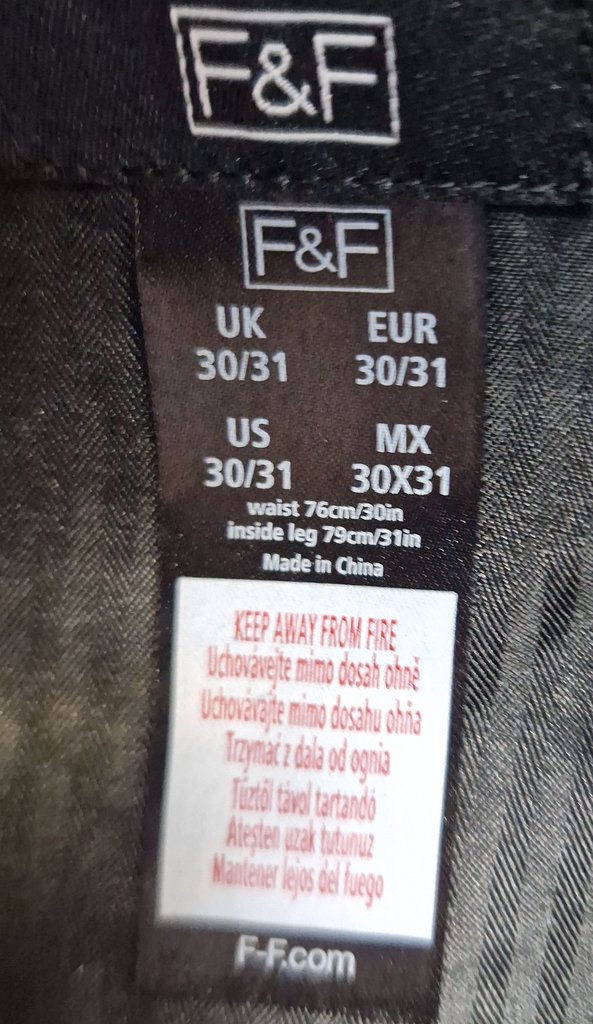 F&F
F&F
UK EUR
30/31 30/31
US MX
30/31 30X31
waist 76cm/30in
inside leg 79cm/31in
Made in China
KEEP AWAY FROM FIRE
Uchovávejte mimo dosah ohně
Uchovávajte mimo dosahu ohňa
Trzymać z dala od ognia
Tűztől távol tartandó
Ateşten uzak tutunuz
Mantener lejos del fuego
F-F.com